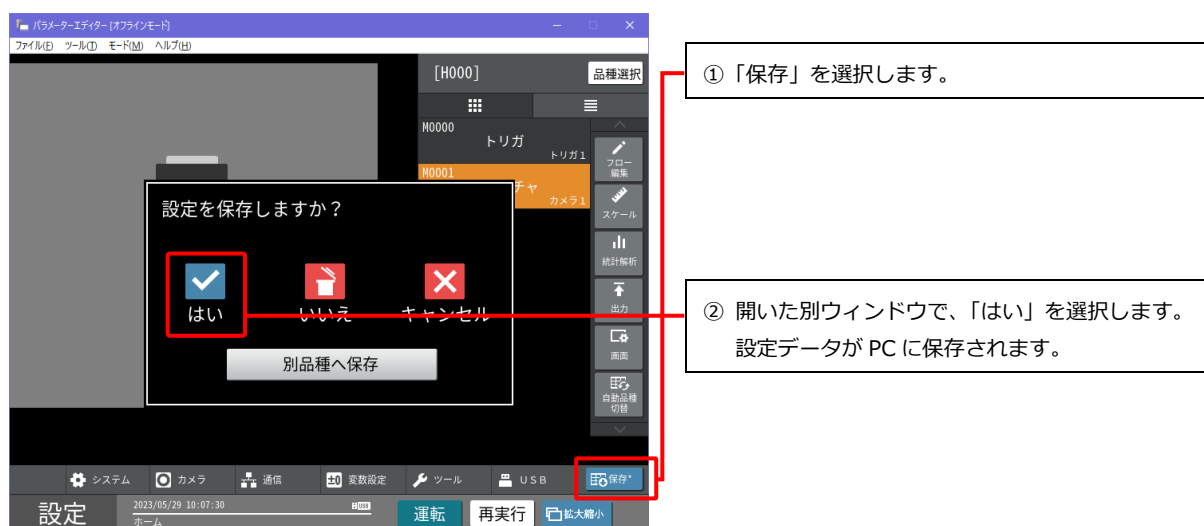 パラメーターエディター [オフラインモード]
ファイル(F) ツール(T) モード(M) ヘルプ(H)
[H000]
品種選択
M0000
トリガ
トリガ1
M0001
チャ
カメラ1
フロー
編集
スケール
統計解析
出力
画面
自動品種
切替
設定を保存しますか？
はい
いいえ
キャンセル
別品種へ保存
システム カメラ 通信 ±0 変数設定 ツール USB 保存*
設定
2023/05/29 10:07:30
ホーム
運転 再実行 拡大縮小
①「保存」を選択します。
② 開いた別ウィンドウで、「はい」を選択します。
設定データが PC に保存されます。